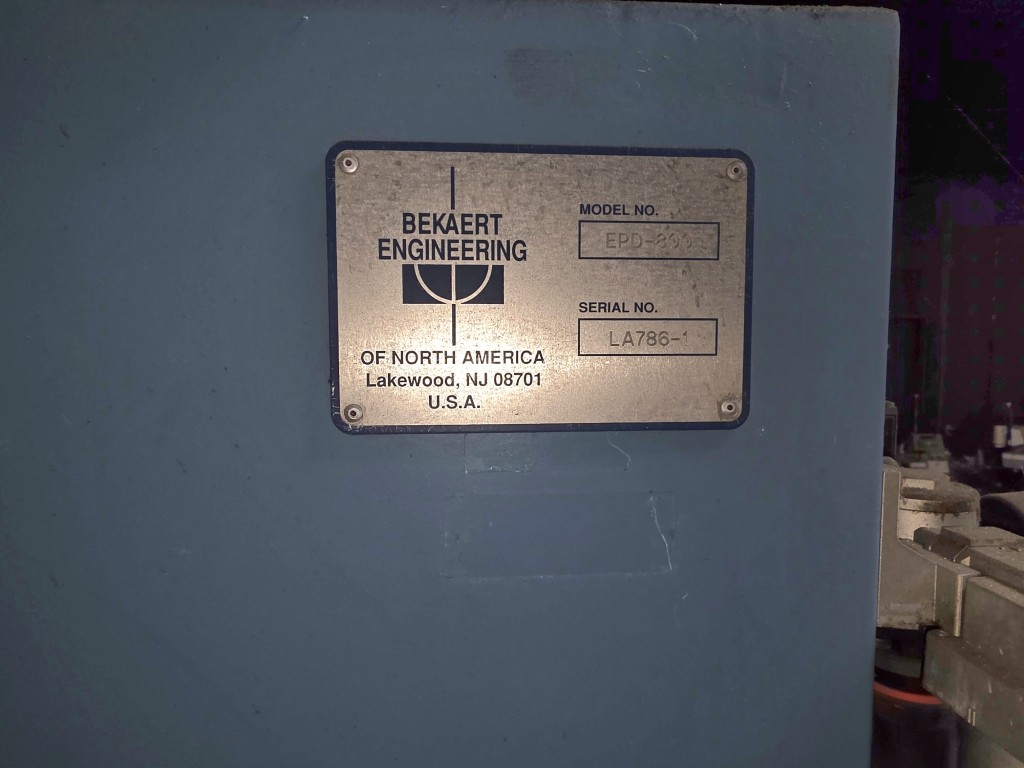 BEKAERT
ENGINEERING
OF NORTH AMERICA
Lakewood, NJ 08701
U.S.A.
MODEL NO.
SERIAL NO.
LA786-1